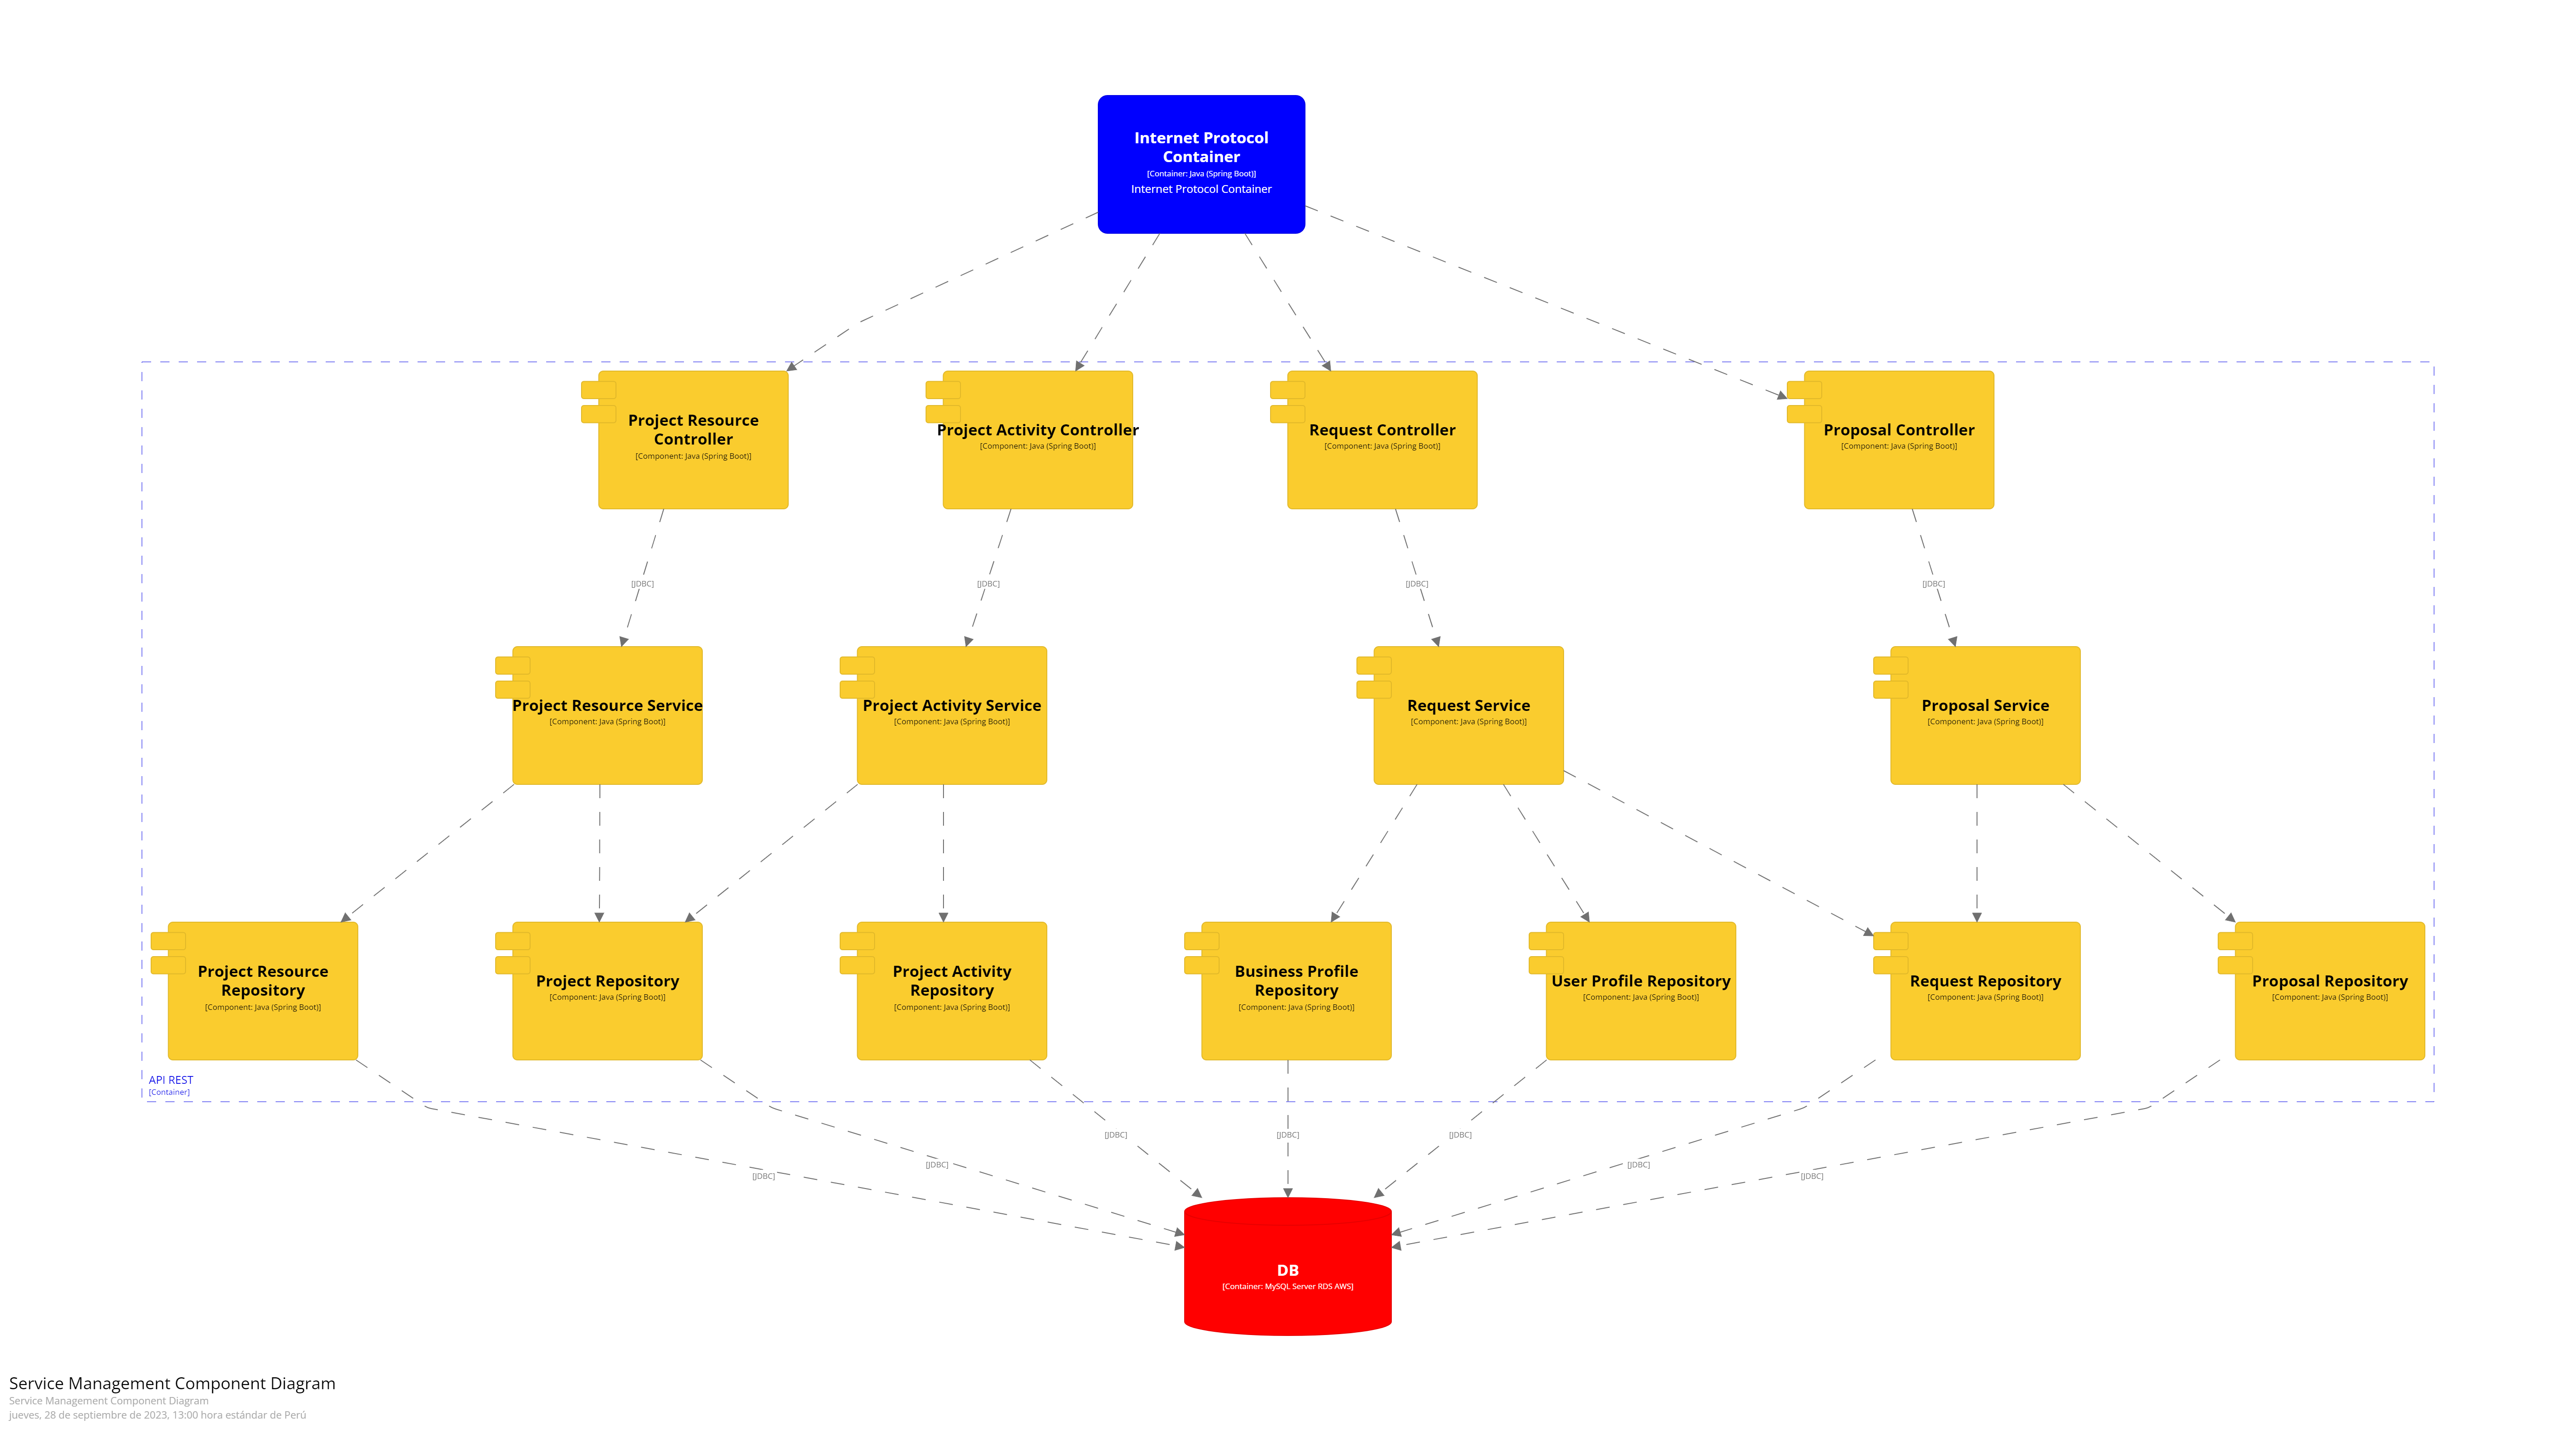 Internet Protocol
Container
[Container: Java (Spring Boot)]
Internet Protocol Container
Project Resource
Controller
[Component: Java (Spring Boot)]
Project Activity Controller
[Component: Java (Spring Boot)]
Request Controller
[Component: Java (Spring Boot)]
Proposal Controller
[Component: Java (Spring Boot)]
[JDBC]
[JDBC]
[JDBC]
[JDBC]
Project Resource Service
[Component: Java (Spring Boot)]
Project Activity Service
[Component: Java (Spring Boot)]
Request Service
[Component: Java (Spring Boot)]
Proposal Service
[Component: Java (Spring Boot)]
Project Resource
Repository
[Component: Java (Spring Boot)]
Project Repository
[Component: Java (Spring Boot)]
Project Activity
Repository
[Component: Java (Spring Boot)]
Business Profile
Repository
[Component: Java (Spring Boot)]
User Profile Repository
[Component: Java (Spring Boot)]
Request Repository
[Component: Java (Spring Boot)]
Proposal Repository
[Component: Java (Spring Boot)]
API REST
[Container]
[JDBC]
[JDBC]
[JDBC]
[JDBC]
[JDBC]
[JDBC]
[JDBC]
DB
[Container: MySQL Server RDS AWS]
Service Management Component Diagram
Service Management Component Diagram
jueves, 28 de septiembre de 2023, 13:00 hora estándar de Perú